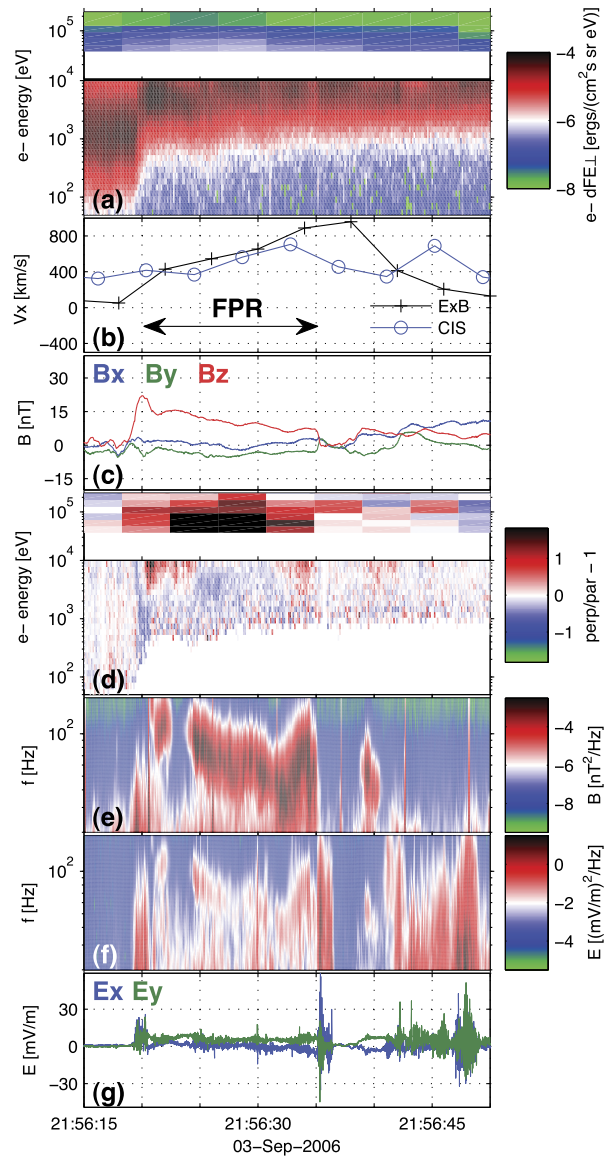 10^5
10^4
e− energy [eV]
10^3
10^2
(a)
−4
−6
−8
e− dFE⊥ [ergs/(cm^2 s sr eV)]
800
400
0
−400
Vx [km/s]
FPR
ExB
CIS
(b)
Bx By Bz
30
15
0
−15
B [nT]
(c)
10^5
10^4
e− energy [eV]
10^3
10^2
(d)
1
0
−1
perp/par − 1
10^2
f [Hz]
(e)
−4
−6
−8
B [nT^2/Hz]
10^2
f [Hz]
(f)
0
−2
−4
E [(mV/m)^2/Hz]
Ex Ey
30
0
−30
E [mV/m]
(g)
21:56:15 21:56:30 21:56:45
03−Sep−2006